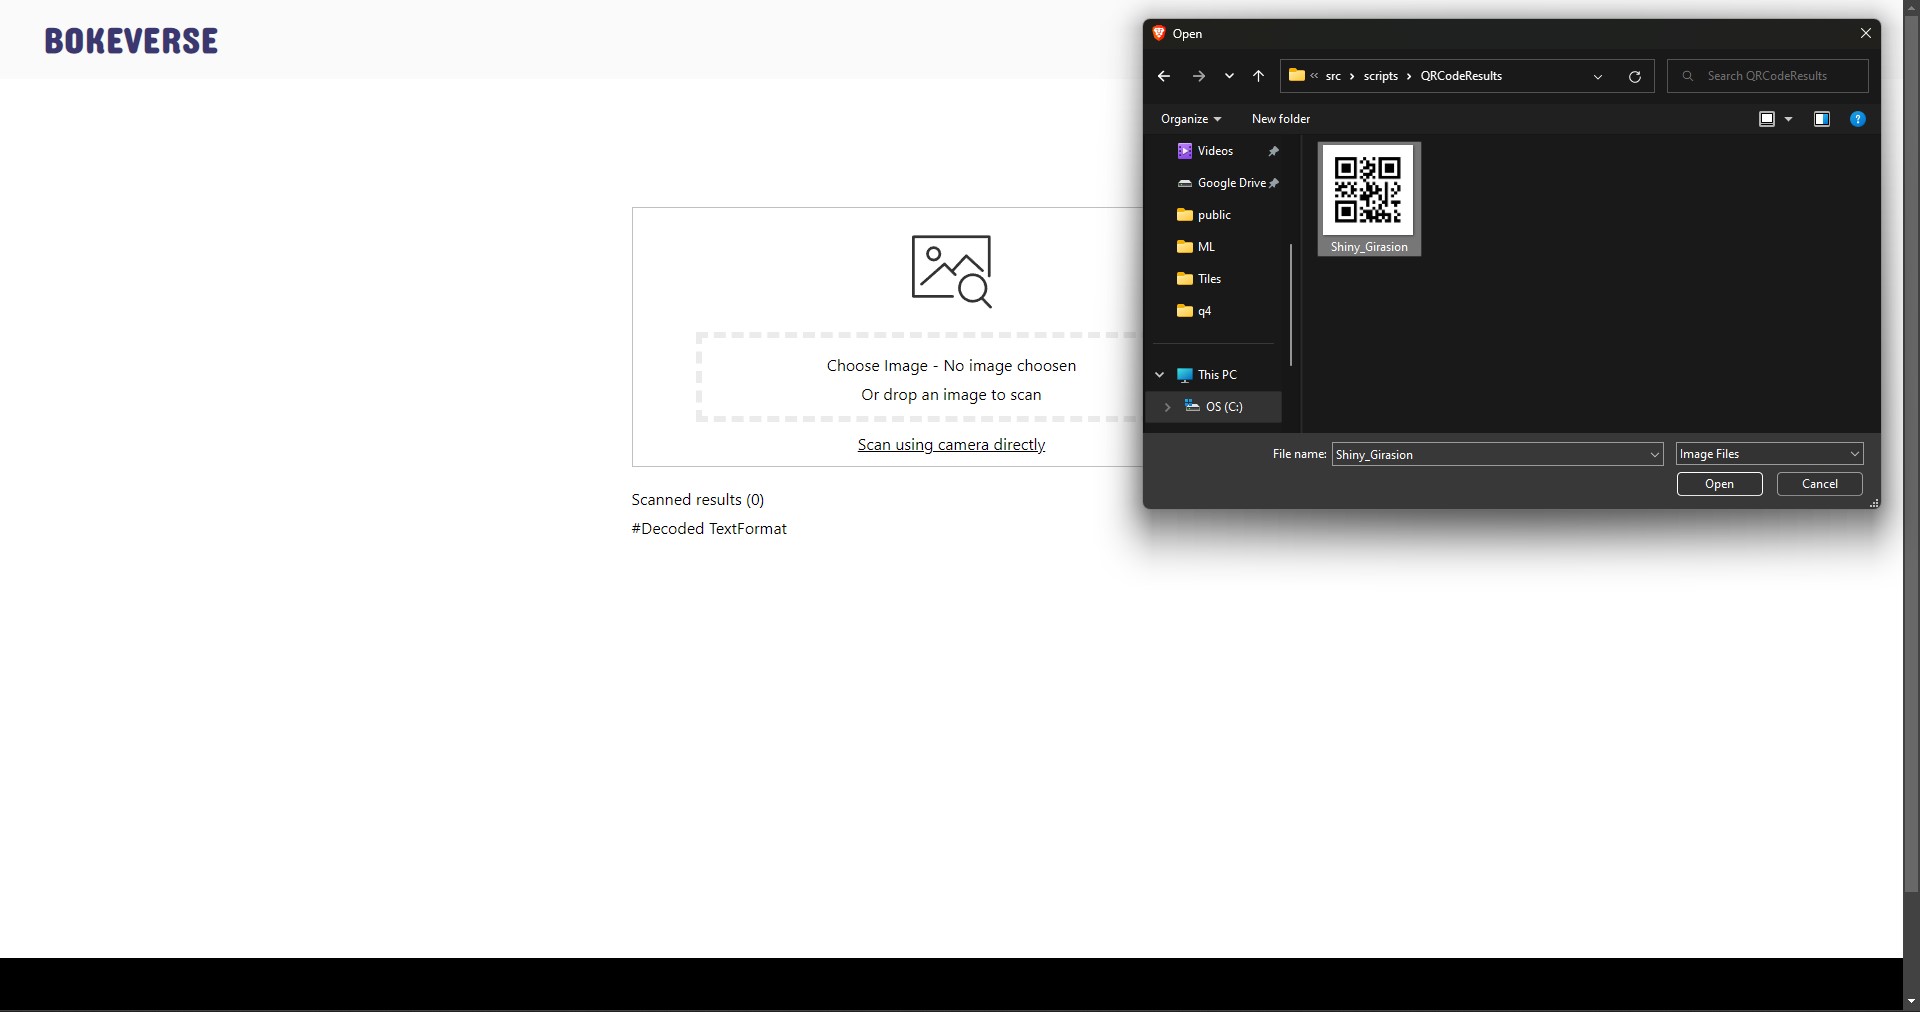 BOKEVERSE
Choose Image - No image choosen
Or drop an image to scan
Scan using camera directly
Scanned results (0)
#Decoded TextFormat
Open
« src › scripts › QRCodeResults
Search QRCodeResults
Organize
New folder
Videos
Google Drive
public
ML
Tiles
q4
This PC
OS (C:)
Shiny_Girasion
File name: Shiny_Girasion
Image Files
Open
Cancel